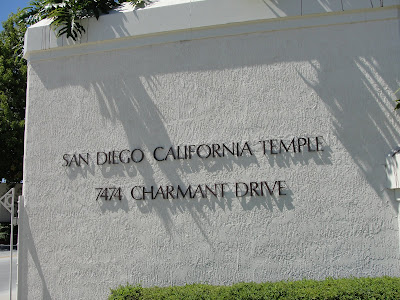 SAN DIEGO CALIFORNIA TEMPLE
7474 CHARMANT DRIVE